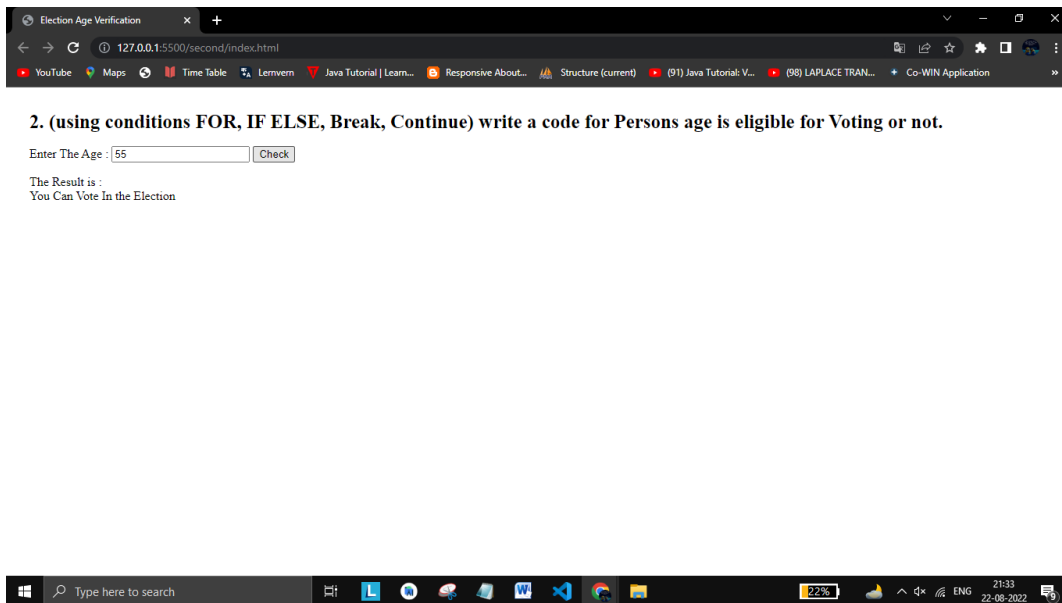 Election Age Verification
127.0.0.1:5500/second/index.html
YouTube Maps Time Table Lernvern Java Tutorial | Learn... Responsive About... Structure (current) (91) Java Tutorial: V... (98) LAPLACE TRAN... Co-WIN Application »
2. (using conditions FOR, IF ELSE, Break, Continue) write a code for Persons age is eligible for Voting or not.
Enter The Age : 55 Check
The Result is :
You Can Vote In the Election
Type here to search L W 22% ENG 21:33
22-08-2022